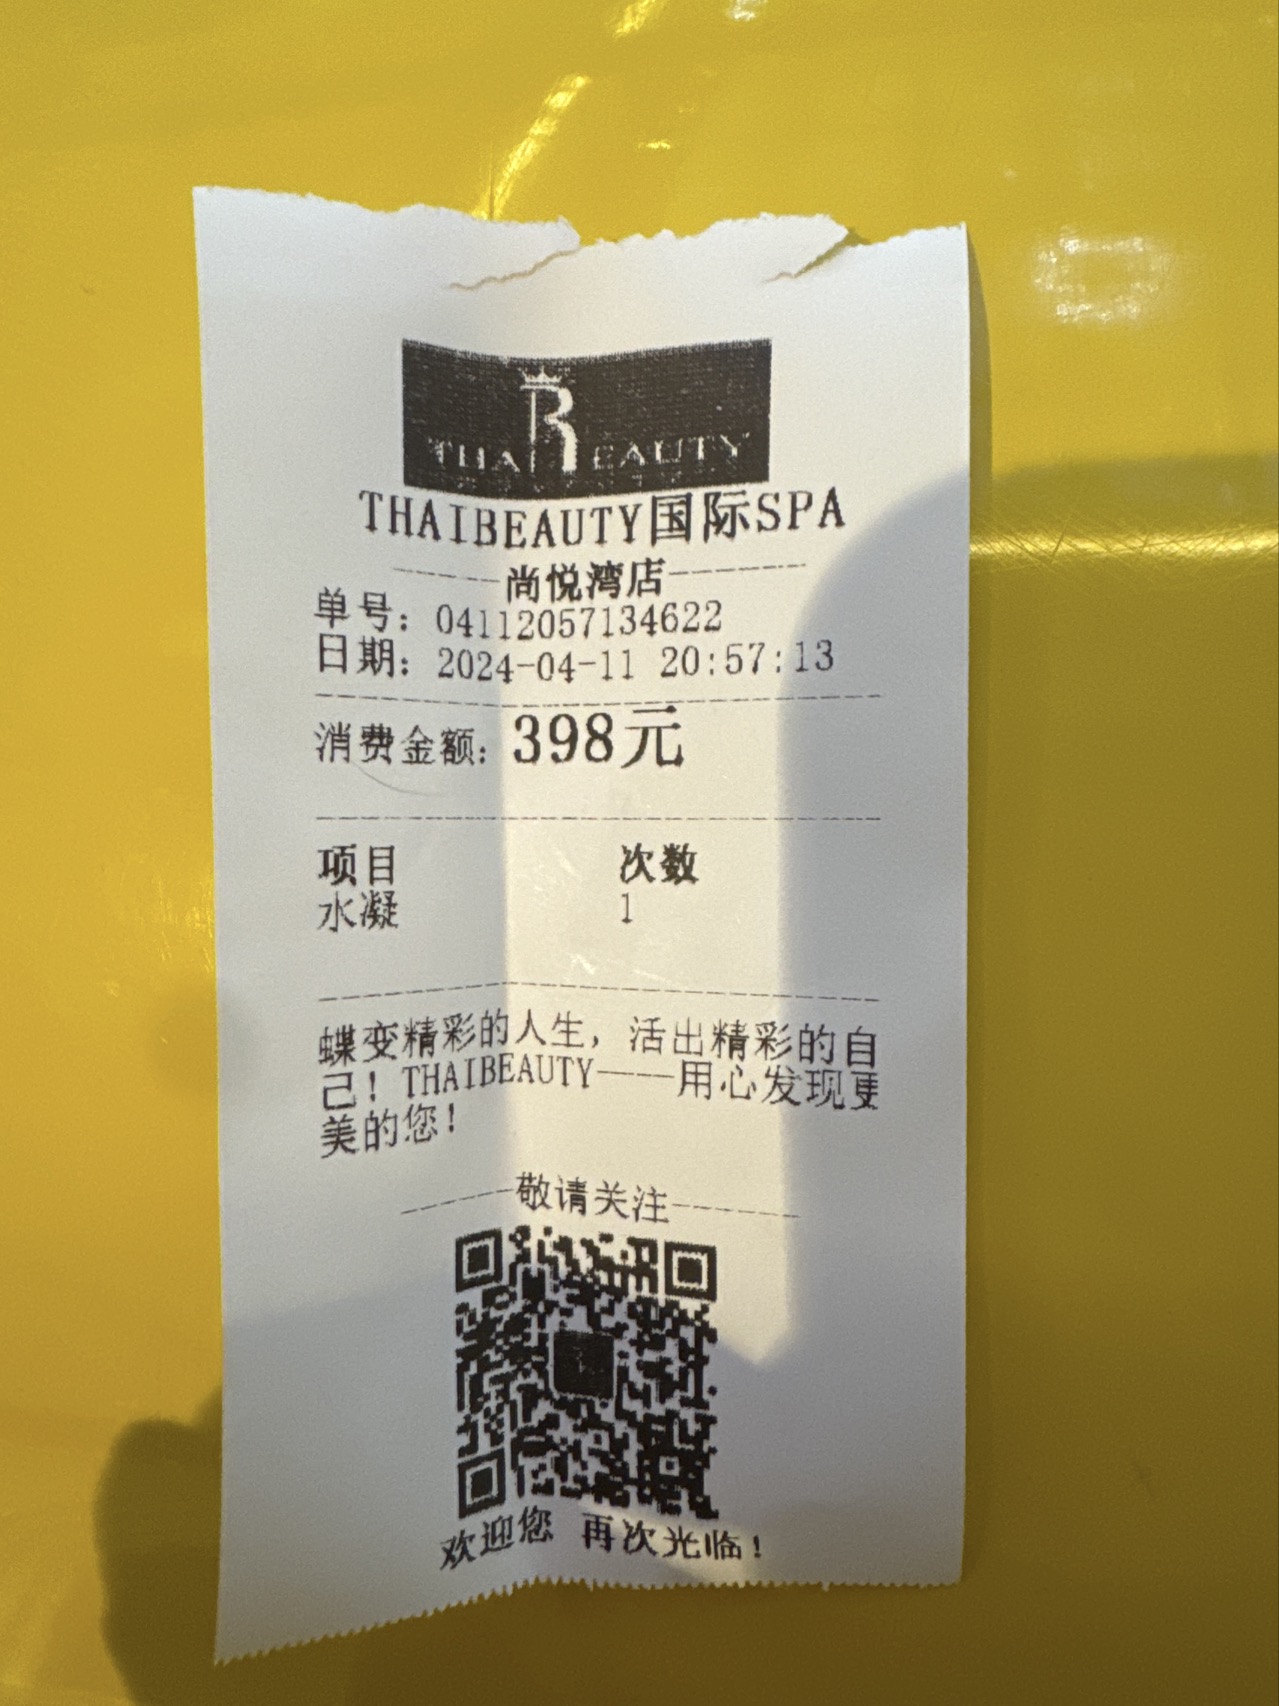 THAI BEAUTY
THAIBEAUTY国际SPA
尚悦湾店
单号：04112057134622
日期：2024-04-11 20:57:13
消费金额：398元
项目 次数
水凝 1
蝶变精彩的人生，活出精彩的自
己！THAIBEAUTY——用心发现更
美的您！
敬请关注
欢迎您 再次光临！